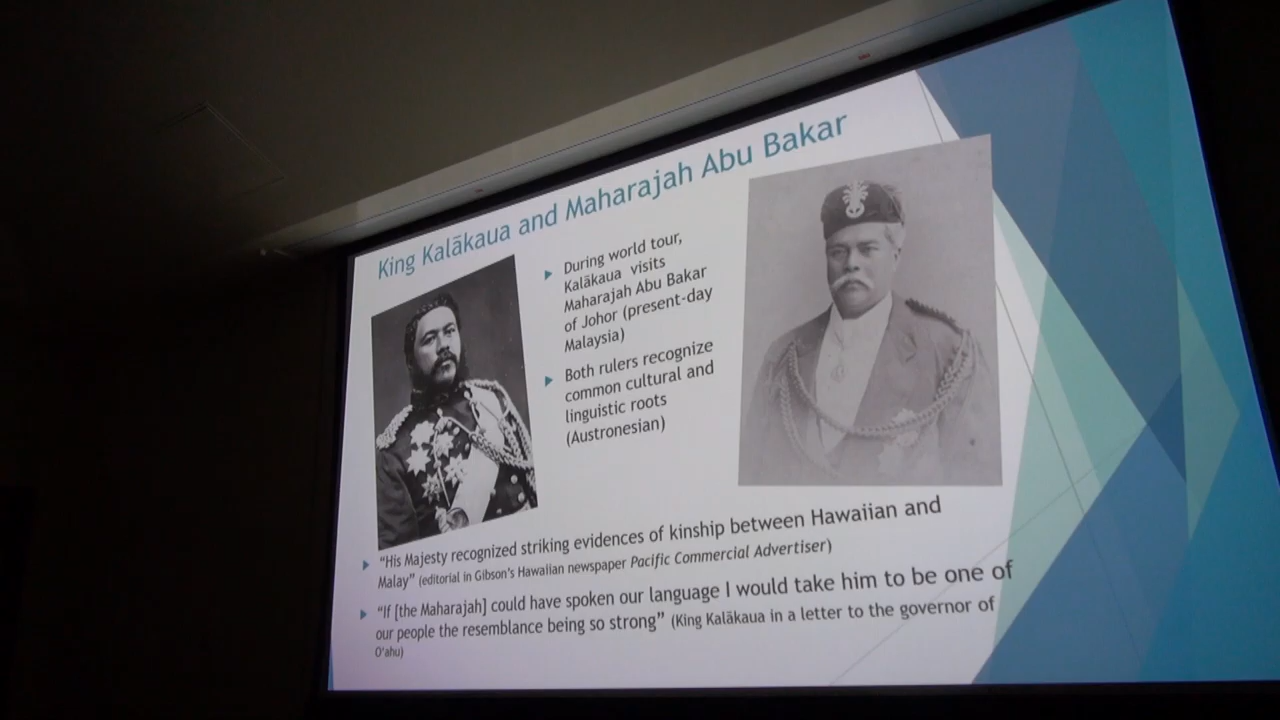 King Kalākaua and Maharajah Abu Bakar
During world tour,
Kalākaua visits
Maharajah Abu Bakar
of Johor (present-day
Malaysia)
Both rulers recognize
common cultural and
linguistic roots
(Austronesian)
“His Majesty recognized striking evidences of kinship between Hawaiian and
Malay” (editorial in Gibson’s Hawaiian newspaper Pacific Commercial Advertiser)
“If [the Maharajah] could have spoken our language I would take him to be one of
our people the resemblance being so strong” (King Kalākaua in a letter to the governor of
O‘ahu)